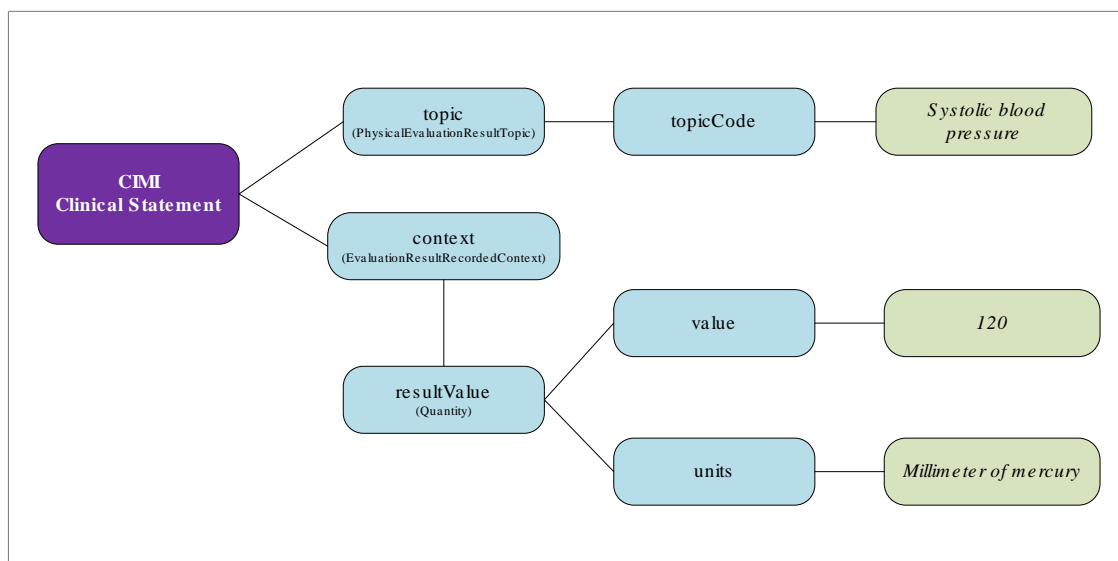 CIMI
Clinical Statement
topic
(PhysicalEvaluationResultTopic)
topicCode
Systolic blood
pressure
context
(EvaluationResultRecordedContext)
resultValue
(Quantity)
value
120
units
Millimeter of mercury